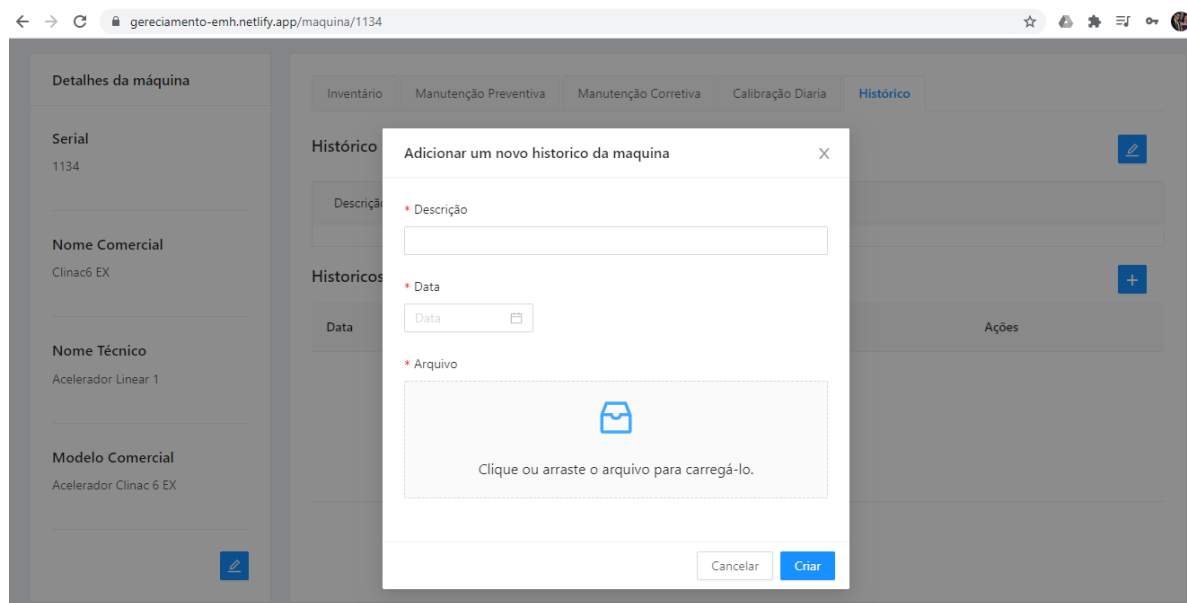 gereciamento-emh.netlify.app/maquina/1134
Detalhes da máquina
Serial
1134
Nome Comercial
Clinac6 EX
Nome Técnico
Acelerador Linear 1
Modelo Comercial
Acelerador Clinac 6 EX
Inventário Manutenção Preventiva Manutenção Corretiva Calibração Diaria Histórico
Histórico
Descriçã
Historicos
Data Ações
Adicionar um novo historico da maquina
* Descrição
* Data
Data
* Arquivo
Clique ou arraste o arquivo para carregá-lo.
Cancelar Criar